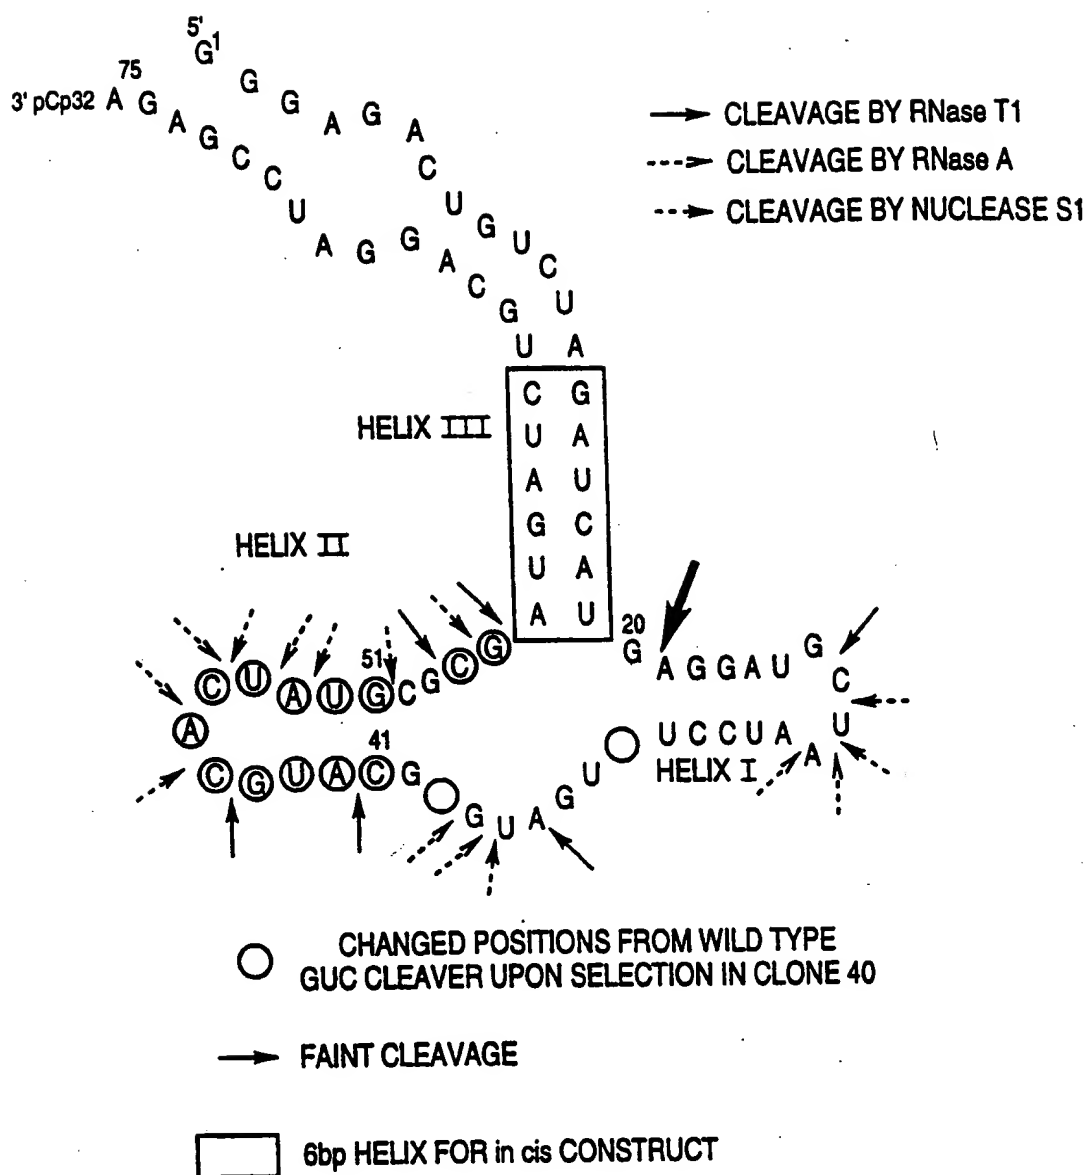 5'
G1 G G A G A C U G U C U A
75
3' pCp32 A G A G C C U A G G A C G U
CLEAVAGE BY RNase T1
CLEAVAGE BY RNase A
CLEAVAGE BY NUCLEASE S1
HELIX III
C G
U A
A U
G C
U A
A U
HELIX II
20
G A G G A U G C U
51
A C U A U G C G C G
41
C G U A C G G U A G U
U C C U A A
HELIX I
CHANGED POSITIONS FROM WILD TYPE
GUC CLEAVER UPON SELECTION IN CLONE 40
FAINT CLEAVAGE
6bp HELIX FOR in cis CONSTRUCT